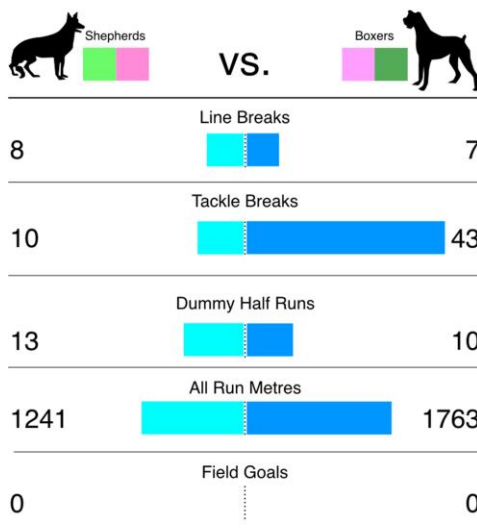 Shepherds
vs.
Boxers
Line Breaks
8
7
Tackle Breaks
10
43
Dummy Half Runs
13
10
All Run Metres
1241
1763
Field Goals
0
0